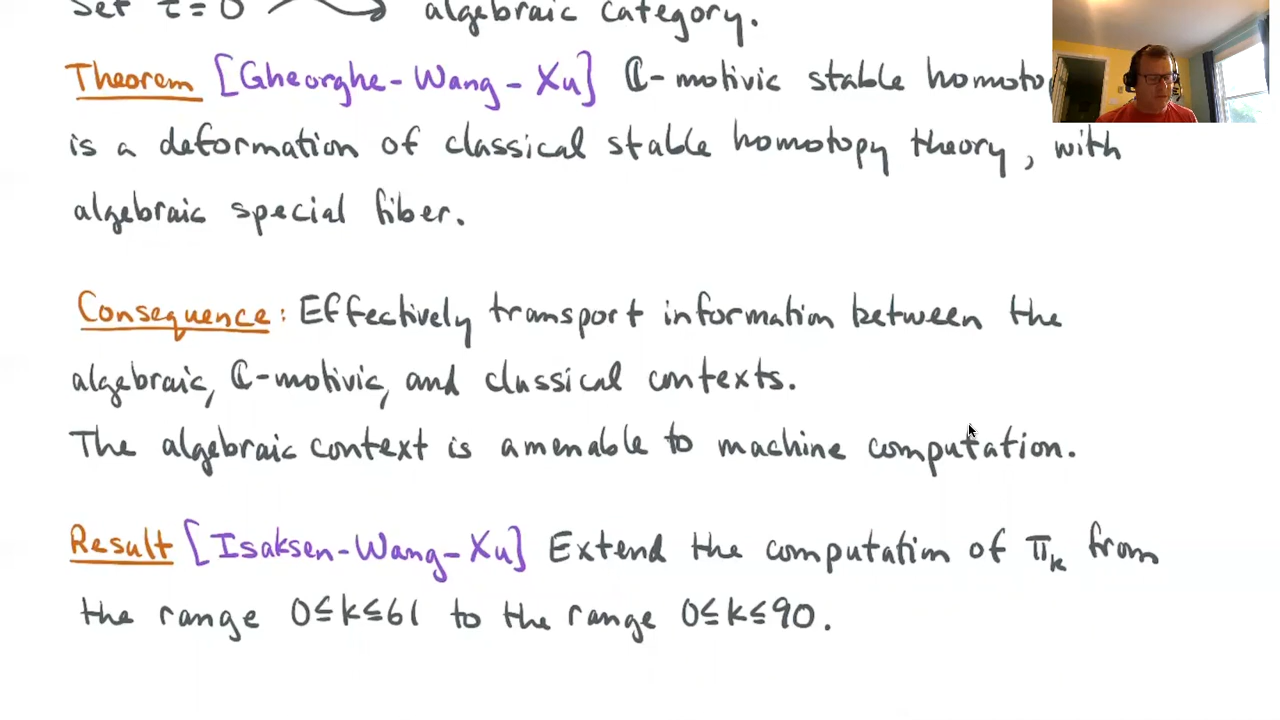 Set τ=0 algebraic category.
Theorem [Gheorghe-Wang-Xu] ℂ-motivic stable
is a deformation of classical stable homotopy theory, with
algebraic special fiber.
Consequence: Effectively transport information between the
algebraic, ℂ-motivic, and classical contexts.
The algebraic context is amenable to machine computation.
Result [Isaksen-Wang-Xu] Extend the computation of π_k from
the range 0≤k≤61 to the range 0≤k≤90.